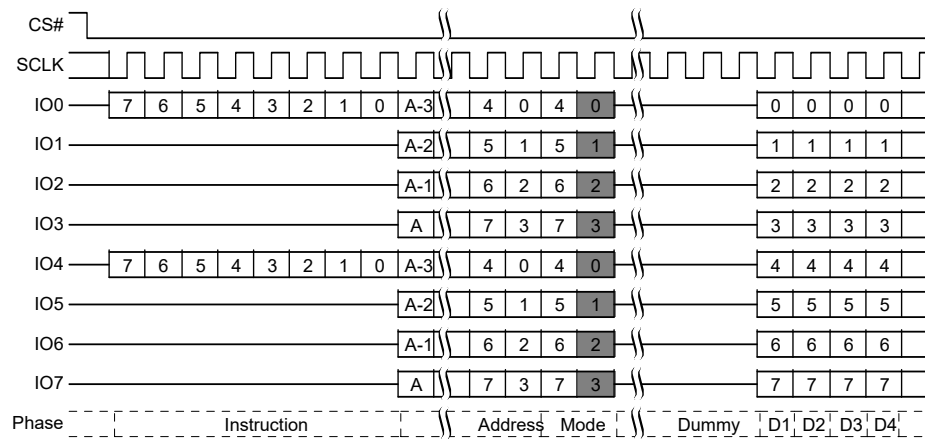 CS#
SCLK
IO0 7 6 5 4 3 2 1 0 A-3 4 0 4 0 0 0 0 0
IO1 A-2 5 1 5 1 1 1 1 1
IO2 A-1 6 2 6 2 2 2 2 2
IO3 A 7 3 7 3 3 3 3 3
IO4 7 6 5 4 3 2 1 0 A-3 4 0 4 0 4 4 4 4
IO5 A-2 5 1 5 1 5 5 5 5
IO6 A-1 6 2 6 2 6 6 6 6
IO7 A 7 3 7 3 7 7 7 7
Phase Instruction Address Mode Dummy D1 D2 D3 D4